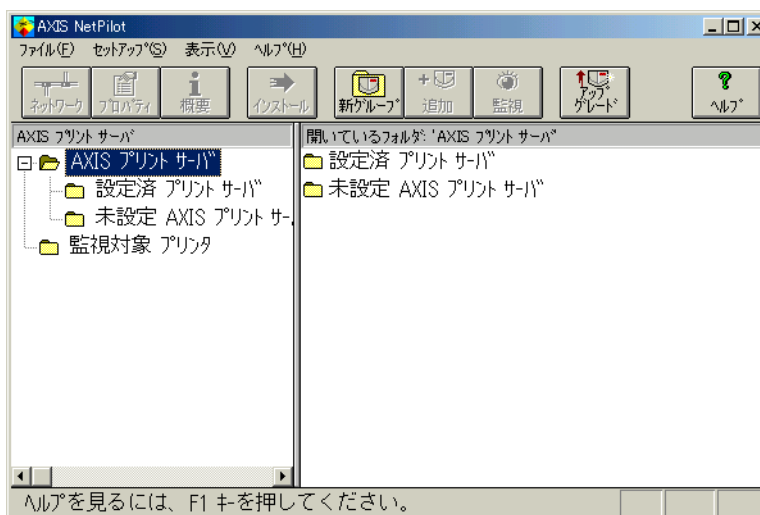 AXIS NetPilot
ファイル(F) セットアップ(S) 表示(V) ヘルプ(H)
ネットワーク プロパティ 概要 インストール 新グループ 追加 監視 アップグレード ヘルプ
AXIS プリント サーバ
開いているフォルダ: 'AXIS プリント サーバ'
AXIS プリント サーバ
設定済 プリント サーバ
未設定 AXIS プリント サー
監視対象 プリンタ
設定済 プリント サーバ
未設定 AXIS プリント サーバ
ヘルプを見るには、F1 キーを押してください。